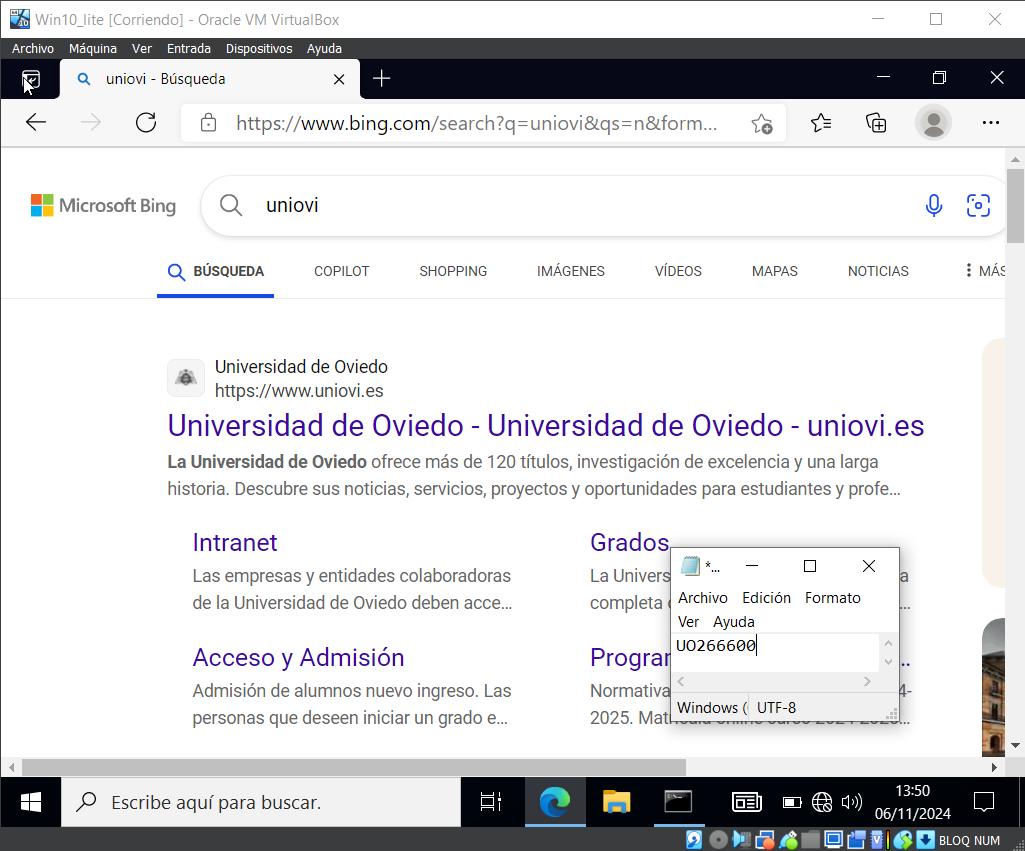 Win10_lite [Corriendo] - Oracle VM VirtualBox
Archivo Máquina Ver Entrada Dispositivos Ayuda
uniovi - Búsqueda
https://www.bing.com/search?q=uniovi&qs=n&form...
Microsoft Bing
uniovi
BÚSQUEDA COPILOT SHOPPING IMÁGENES VÍDEOS MAPAS NOTICIAS MÁS
Universidad de Oviedo
https://www.uniovi.es
Universidad de Oviedo - Universidad de Oviedo - uniovi.es
La Universidad de Oviedo ofrece más de 120 títulos, investigación de excelencia y una larga
historia. Descubre sus noticias, servicios, proyectos y oportunidades para estudiantes y profe...
Intranet
Las empresas y entidades colaboradoras
de la Universidad de Oviedo deben acce...
Acceso y Admisión
Admisión de alumnos nuevo ingreso. Las
personas que deseen iniciar un grado e...
Grados
La Univers
completa
Normativa
2025.
*...
Archivo Edición Formato
Ver Ayuda
UO266600
Windows ( UTF-8
Escribe aquí para buscar.
13:50
06/11/2024
BLOQ NUM